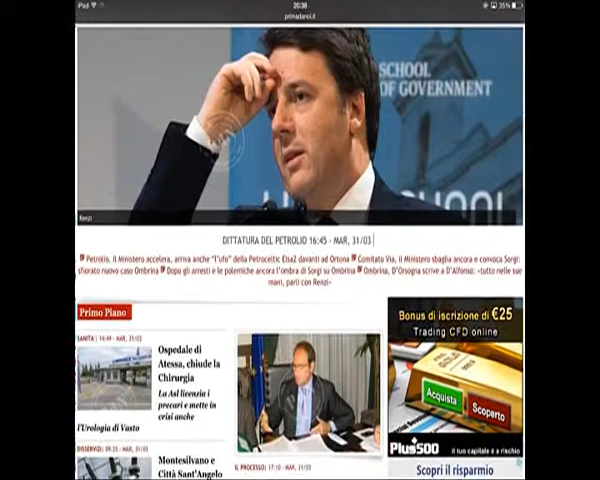 iPad
20:38
35%
primadanoi.it
SCHOOL
OF GOVERNMENT
SCHOOL
Renzi
DITTATURA DEL PETROLIO 16:45 - MAR, 31/03
Petrolio. Il Ministero accelera, arriva anche "l'ufo" della Petroceltic Elsa2 davanti ad Ortona Comitato Via, il Ministero sbaglia ancora e convoca Sorgi:
sfiorato nuovo caso Ombrina Dopo gli arresti e le polemiche ancora l'ombra di Sorgi su Ombrina Ombrina, D'Orsogna scrive a D'Alfonso: «tutto nelle sue
mani, parli con Renzi»
Primo Piano
SANITA' | 14:49 - MAR, 31/03
Ospedale di
Atessa, chiude la
Chirurgia
La Asl licenzia i
precari e mette in
crisi anche
l'Urologia di Vasto
DISSERVIZI: 09:35 - MAR, 31/03
Montesilvano e
Città Sant'Angelo
IL PROCESSO: 17:10 - MAR, 31/03
Bonus di iscrizione di €25
Trading CFD online
FINE GOLD
Acquista
Scoperto
Plus500
il tuo capitale è a rischio
Scopri il risparmio